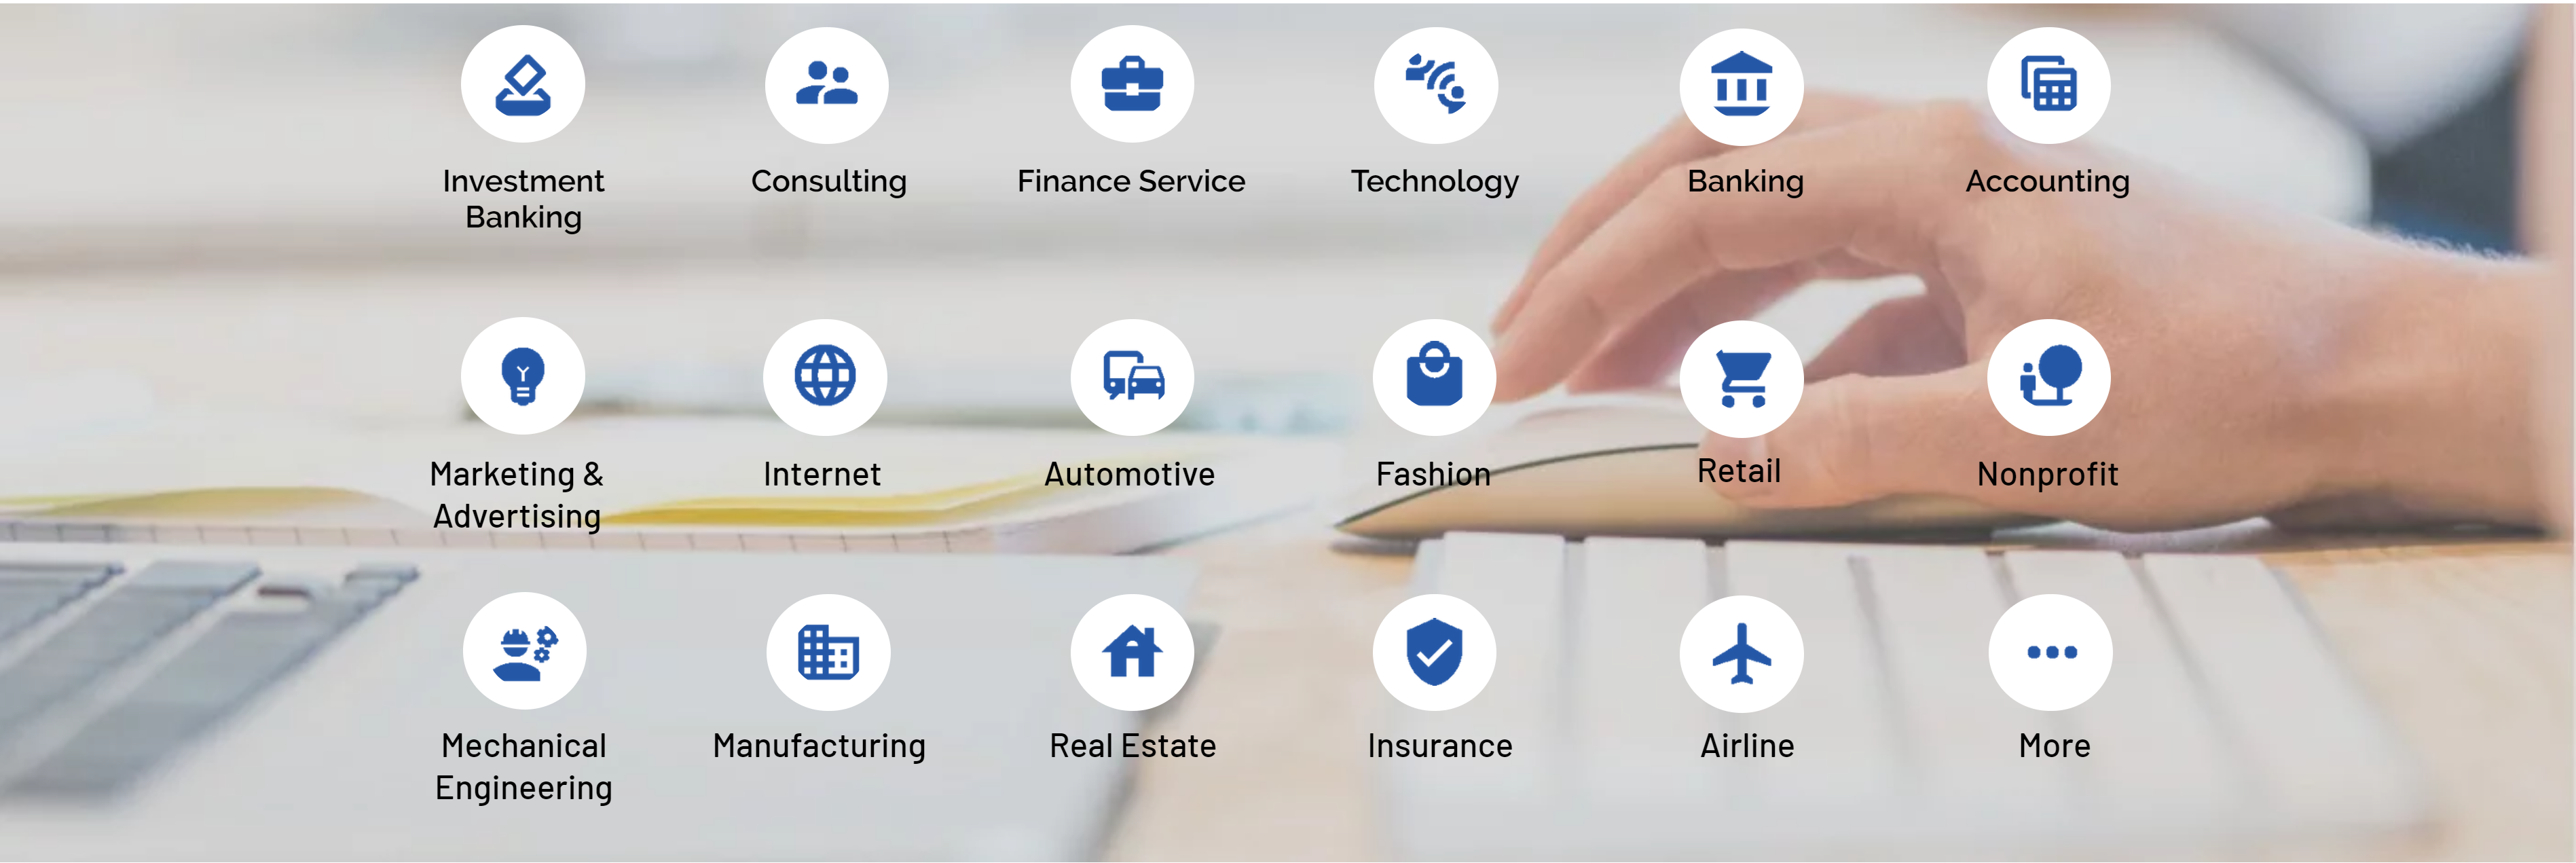 Investment
Banking
Consulting
Finance Service
Technology
Banking
Accounting
Marketing &
Advertising
Internet
Automotive
Fashion
Retail
Nonprofit
Mechanical
Engineering
Manufacturing
Real Estate
Insurance
Airline
More